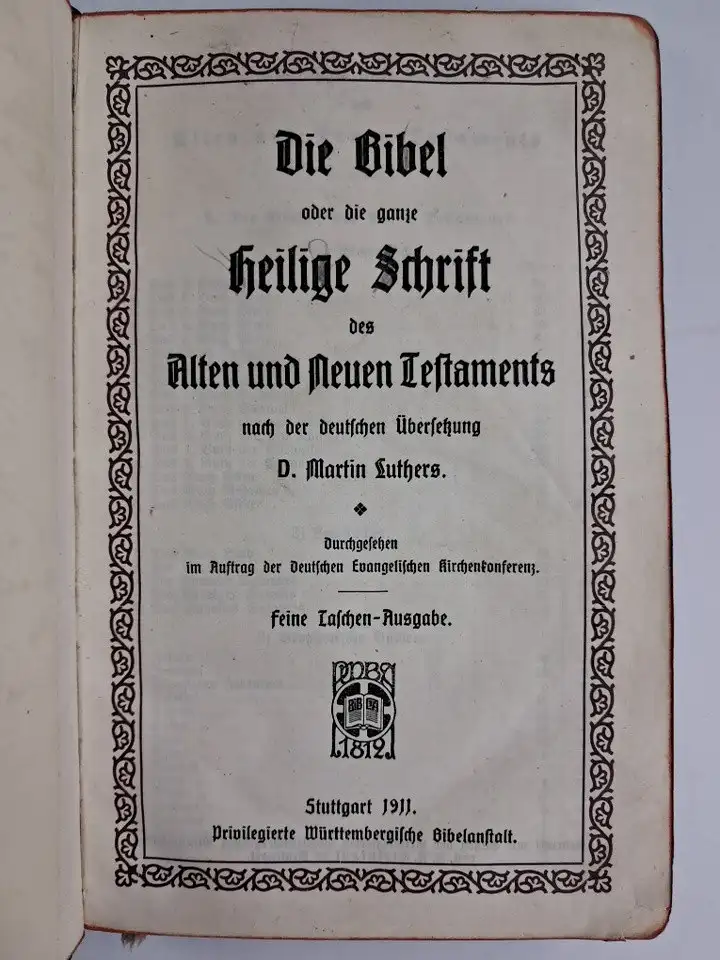 Die Bibel
oder die ganze
Heilige Schrift
des
Alten und Neuen Testaments
nach der deutschen Übersetzung
D. Martin Luthers.
durchgesehen
im Auftrag der Deutschen Evangelischen Kirchenkonferenz.
Feine Taschen-Ausgabe.
BIBLIA
1812
Stuttgart 1911.
Privilegierte Württembergische Bibelanstalt.